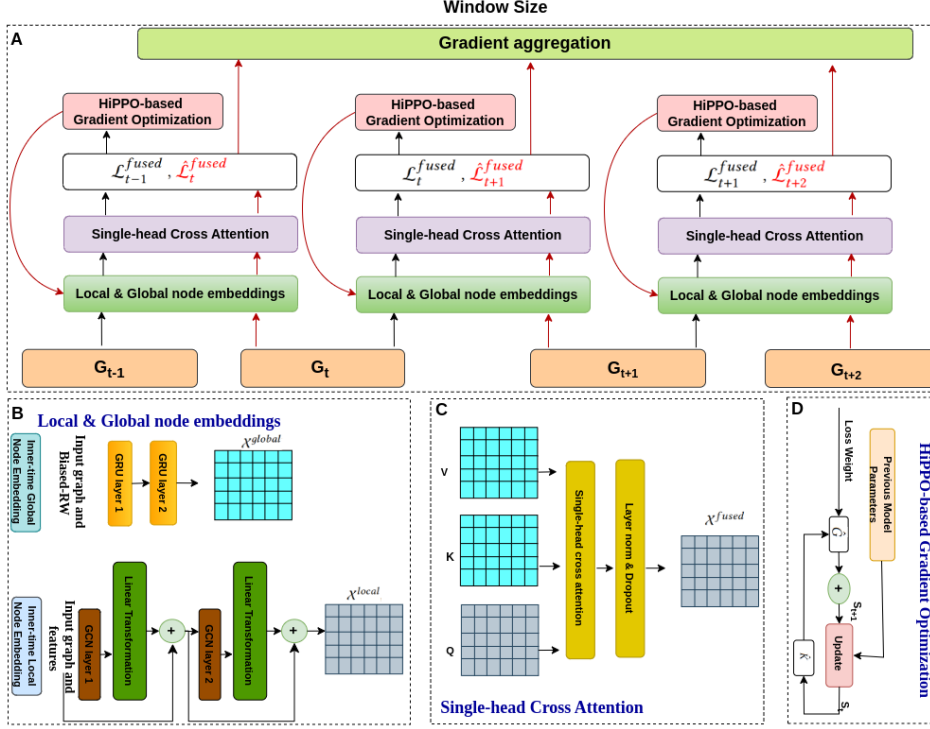 Window Size
A
Gradient aggregation
HiPPO-based
Gradient Optimization
HiPPO-based
Gradient Optimization
HiPPO-based
Gradient Optimization
ℒ_{t-1}^{fused} , ℒ̂_{t}^{fused}
ℒ_{t}^{fused} , ℒ̂_{t+1}^{fused}
ℒ_{t+1}^{fused} , ℒ̂_{t+2}^{fused}
Single-head Cross Attention
Single-head Cross Attention
Single-head Cross Attention
Local & Global node embeddings
Local & Global node embeddings
Local & Global node embeddings
G_{t-1}
G_{t}
G_{t+1}
G_{t+2}
B
Local & Global node embeddings
Inner-time Global
Node Embedding
Input graph and
Biased-RW
GRU layer 1
GRU layer 2
X^{global}
Inner-time Local
Node Embedding
Input graph and
features
GCN layer 1
Linear Transformation
+
GCN layer 2
Linear Transformation
+
X^{local}
C
V
K
Q
Single-head cross attention
Layer norm & Dropout
X^{fused}
Single-head Cross Attention
D
Loss Weight
Previous Model
Parameters
Ĝ
+
S_{t+1}
Update
K̂
S_{t}
HiPPO-based Gradient Optimization